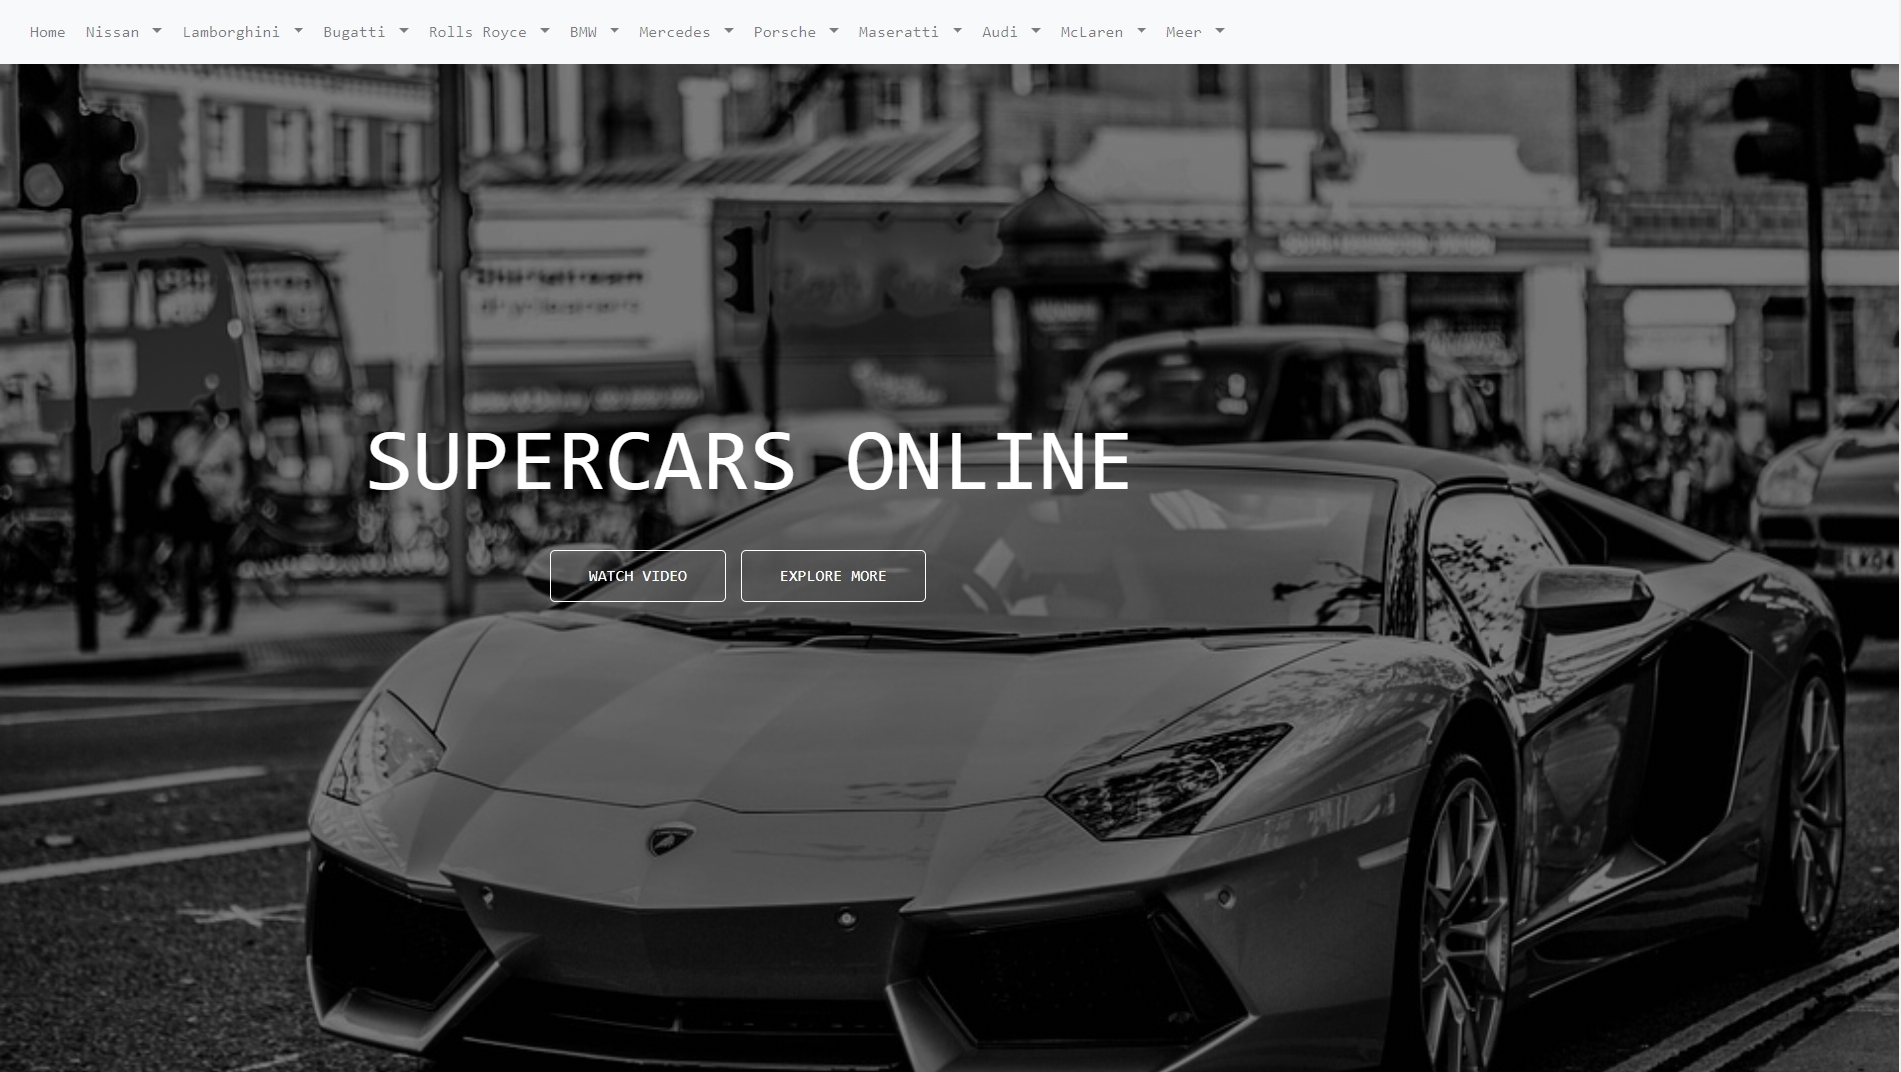 Home Nissan Lamborghini Bugatti Rolls Royce BMW Mercedes Porsche Maseratti Audi McLaren Meer
SUPERCARS ONLINE
WATCH VIDEO EXPLORE MORE